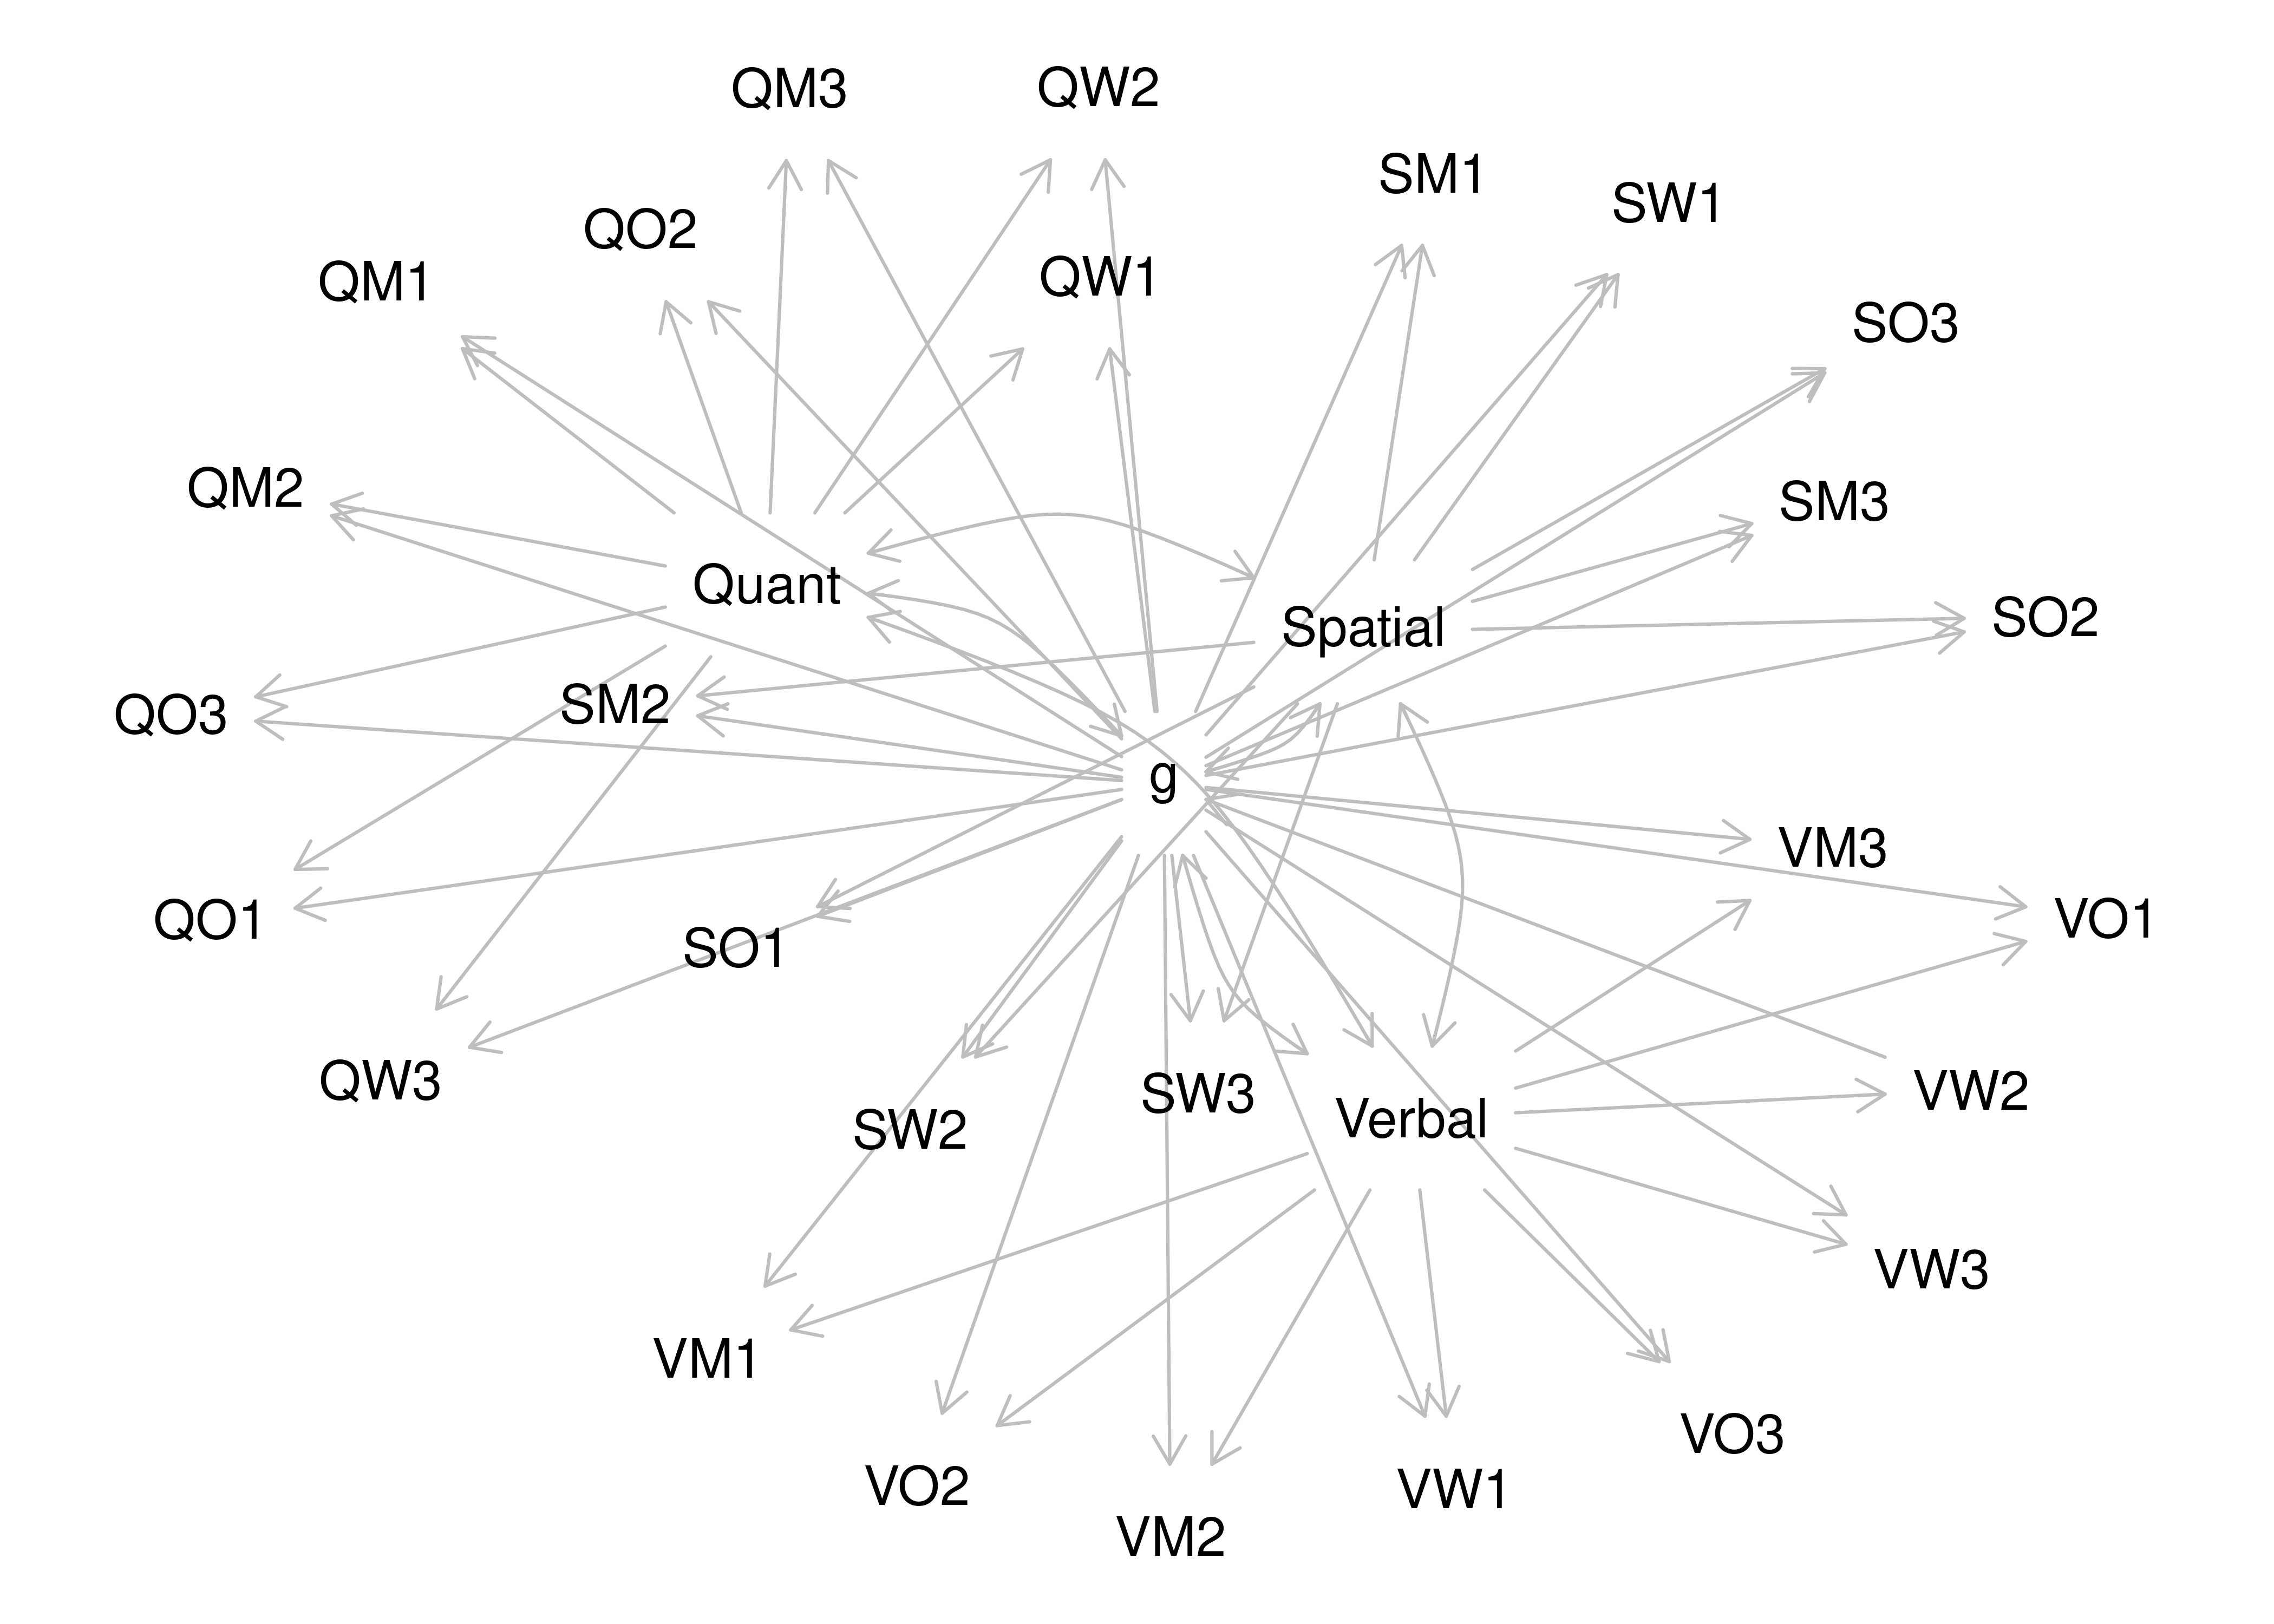 QM3
QW2
SM1
SW1
QO2
QM1
QW1
SO3
QM2
SM3
Quant
Spatial
SO2
SM2
QO3
g
VM3
QO1
SO1
VO1
QW3
SW3
VW2
SW2
Verbal
VW3
VM1
VO3
VO2
VW1
VM2